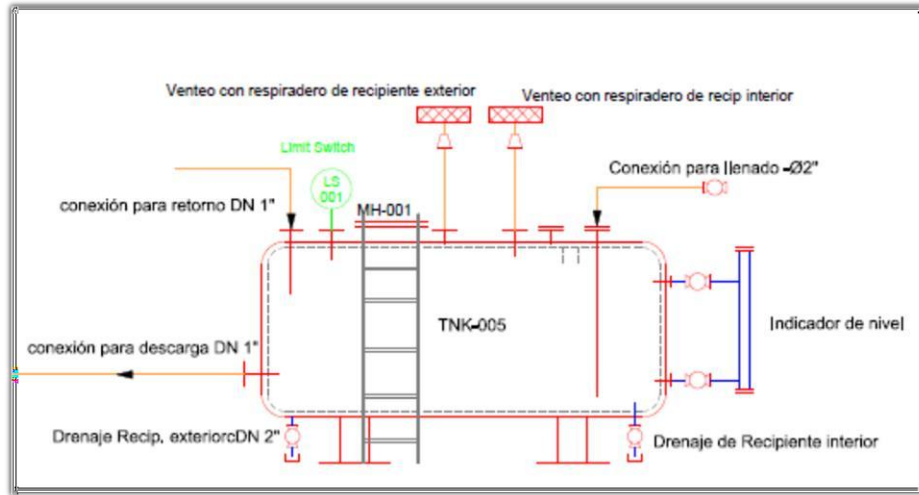 Venteo con respiradero de recipiente exterior
Venteo con respiradero de recip interior
Limit Switch
LS
001
Conexión para llenado -Ø2"
conexión para retorno DN 1"
MH-001
TNK-005
Indicador de nivel
conexión para descarga DN 1"
Drenaje Recip, exteriorcDN 2"
Drenaje de Recipiente interior